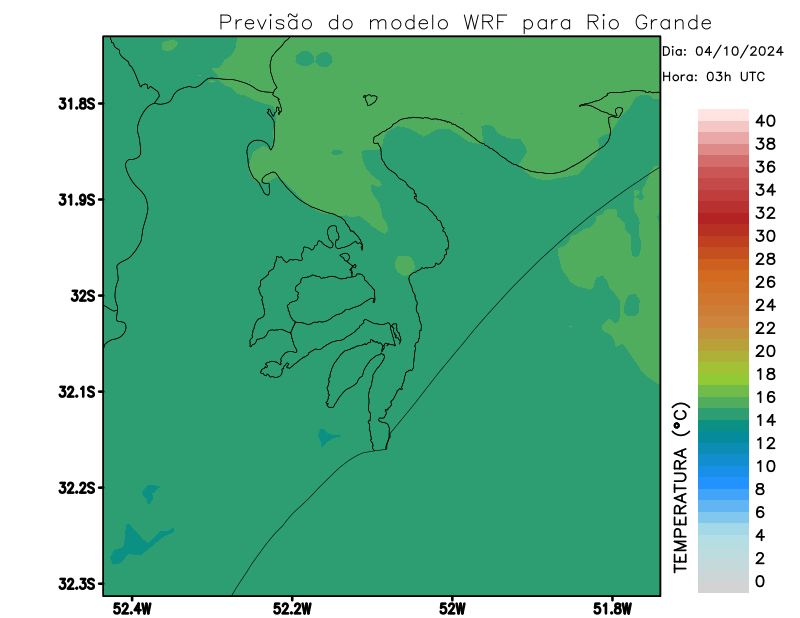 Previsão do modelo WRF para Rio Grande
Dia: 04/10/2024
Hora: 03h UTC
31.8S
31.9S
32S
32.1S
32.2S
32.3S
52.4W
52.2W
52W
51.8W
TEMPERATURA (°C)
40
38
36
34
32
30
28
26
24
22
20
18
16
14
12
10
8
6
4
2
0